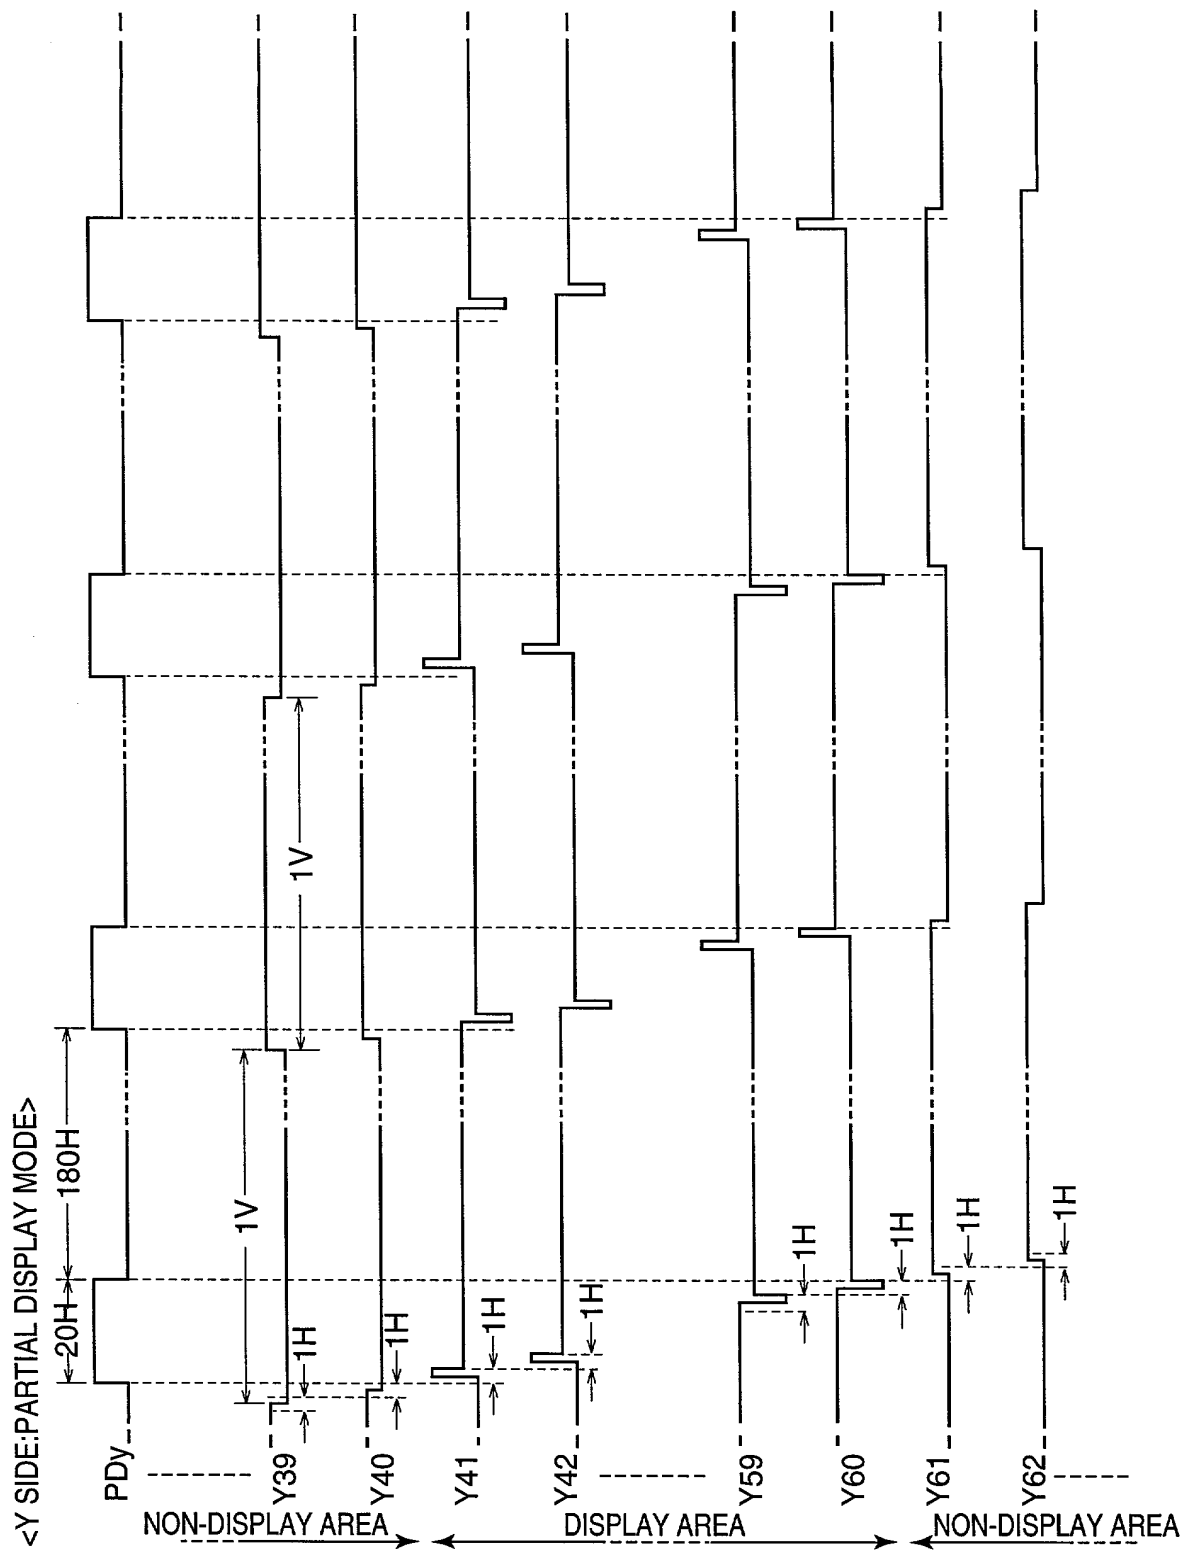 <Y SIDE:PARTIAL DISPLAY MODE>
20H
180H
PDy
1V
1V
Y39
1H
Y40
1H
Y41
1H
Y42
1H
Y59
1H
Y60
1H
Y61
1H
Y62
1H
NON-DISPLAY AREA
DISPLAY AREA
NON-DISPLAY AREA